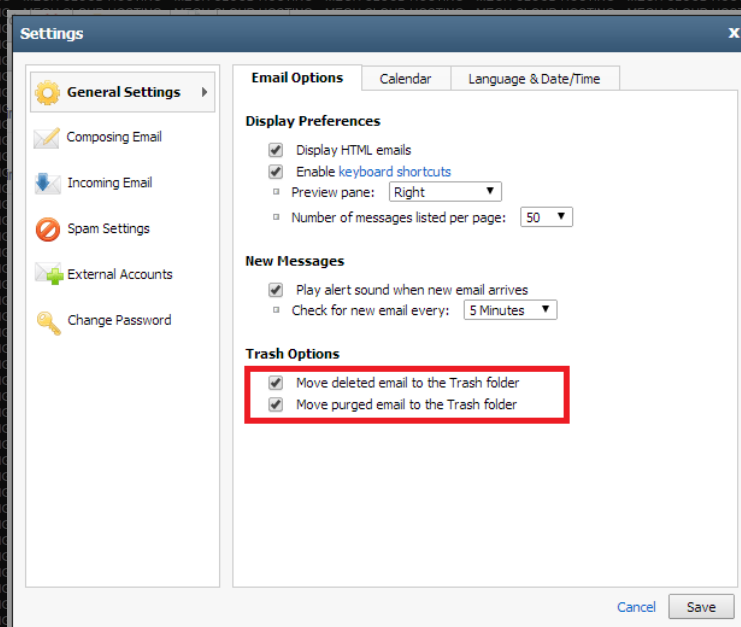 Settings
x
General Settings
Composing Email
Incoming Email
Spam Settings
External Accounts
Change Password
Email Options
Calendar
Language & Date/Time
Display Preferences
Display HTML emails
Enable keyboard shortcuts
Preview pane: Right
Number of messages listed per page: 50
New Messages
Play alert sound when new email arrives
Check for new email every: 5 Minutes
Trash Options
Move deleted email to the Trash folder
Move purged email to the Trash folder
Cancel
Save